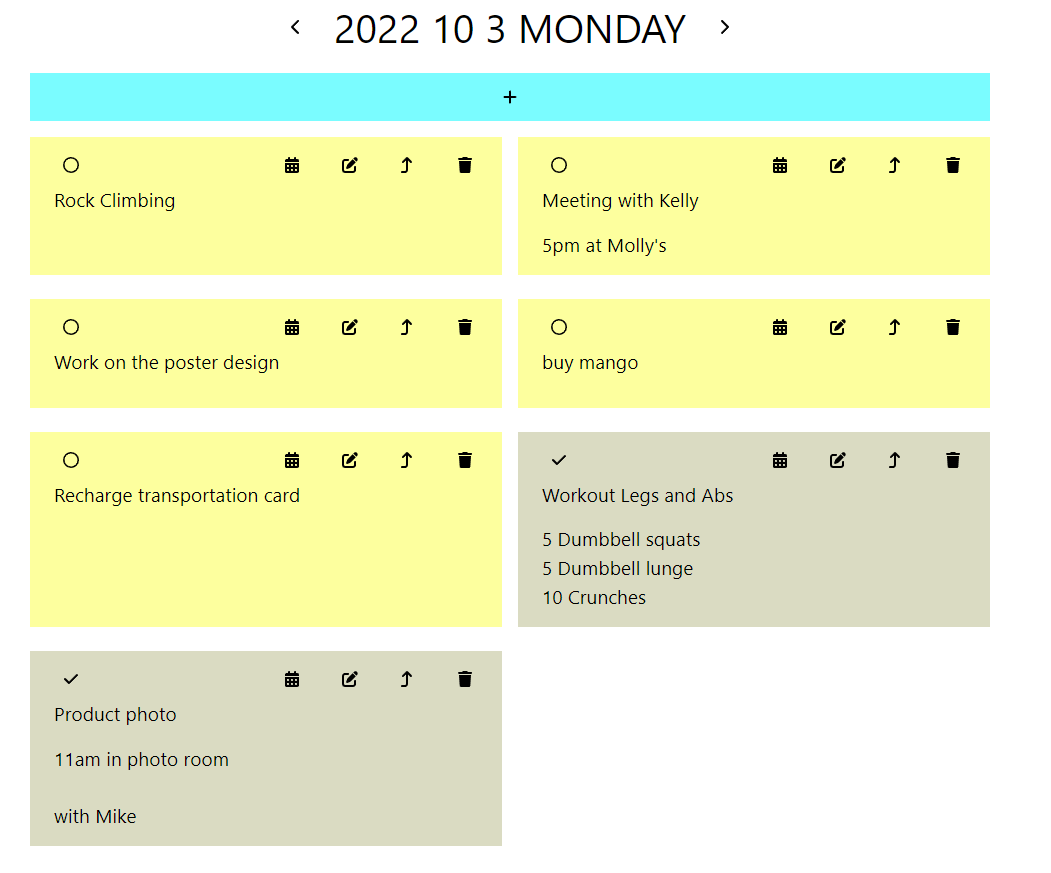 2022 10 3 MONDAY
+
Rock Climbing
Meeting with Kelly
5pm at Molly's
Work on the poster design
buy mango
Recharge transportation card
Workout Legs and Abs
5 Dumbbell squats
5 Dumbbell lunge
10 Crunches
Product photo
11am in photo room
with Mike